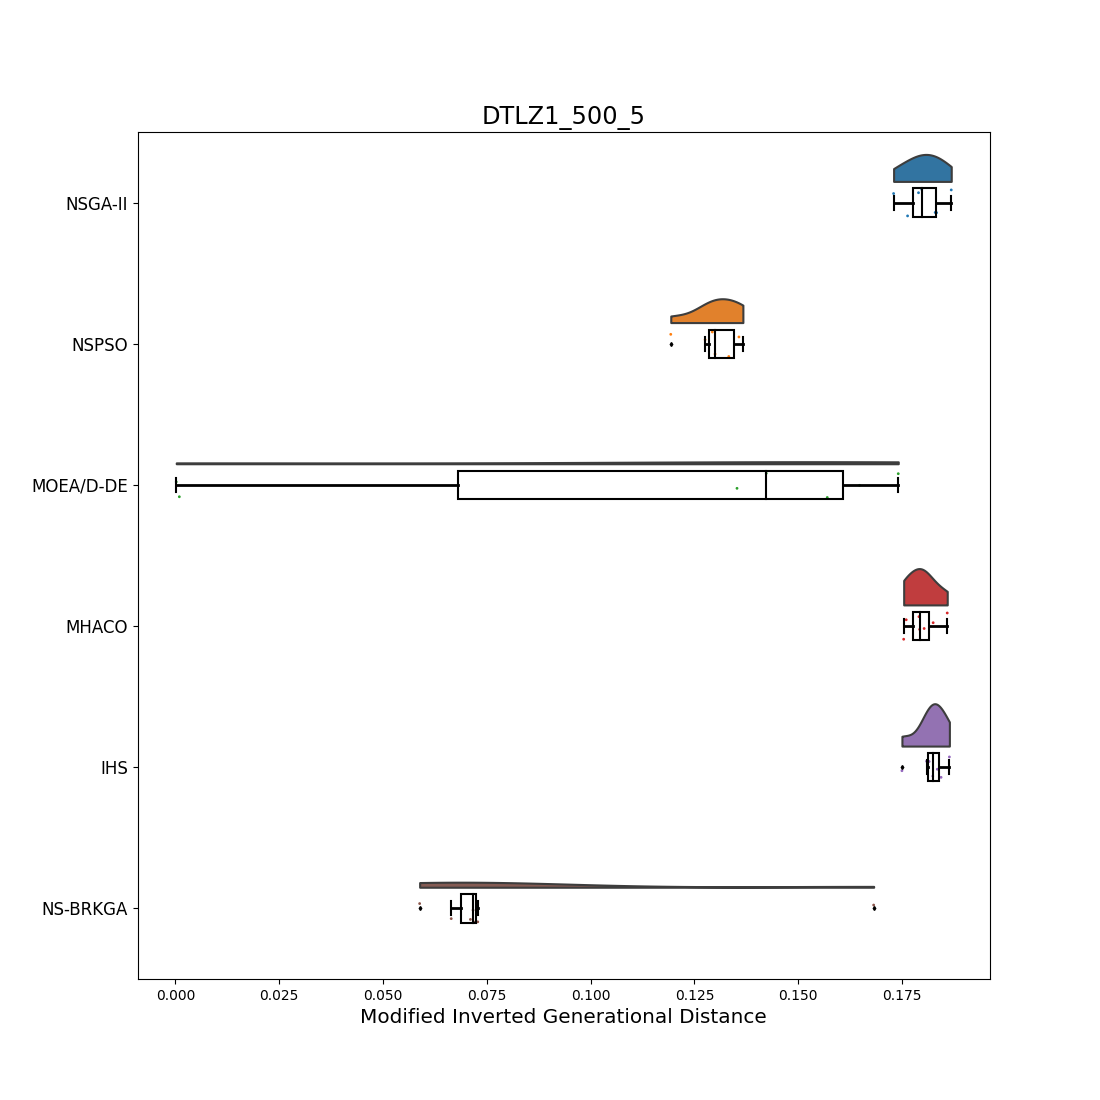 DTLZ1_500_5
NSGA-II
NSPSO
MOEA/D-DE
MHACO
IHS
NS-BRKGA
0.000 0.025 0.050 0.075 0.100 0.125 0.150 0.175
Modified Inverted Generational Distance